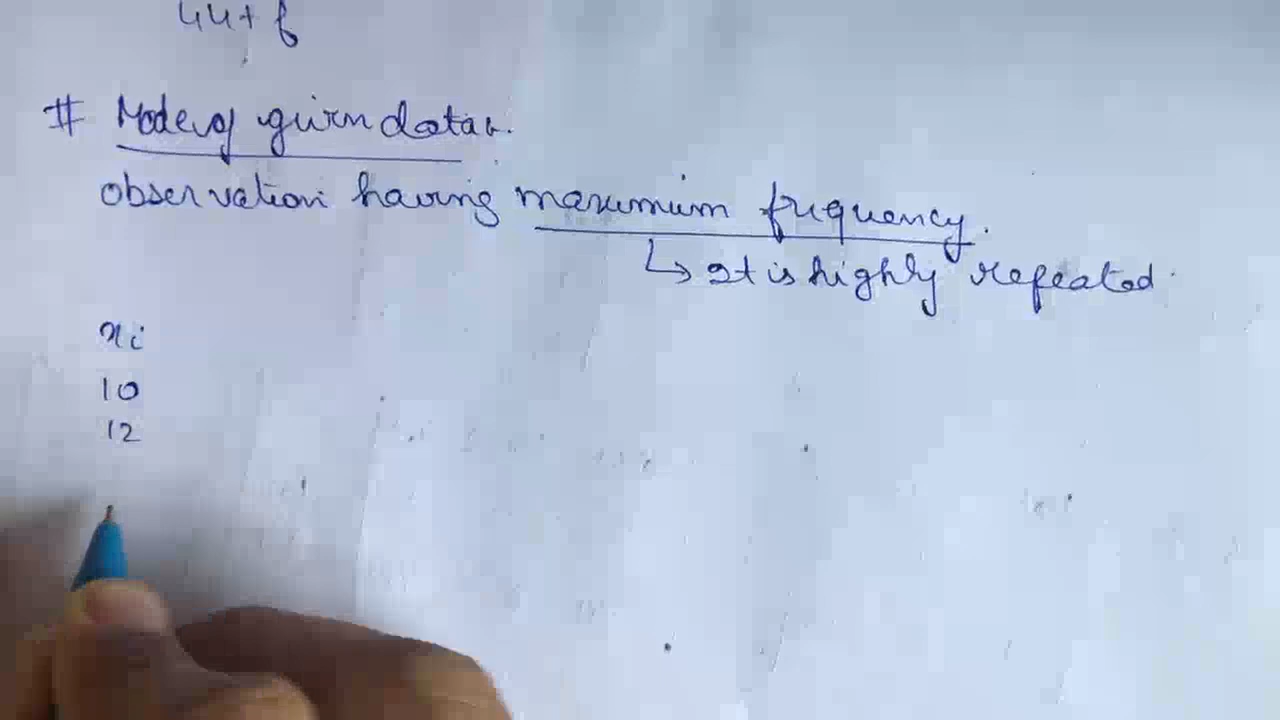 44+ f
# Mode of given data.
observation having maximum frequency.
↳ It is highly repeated
xi
10
12